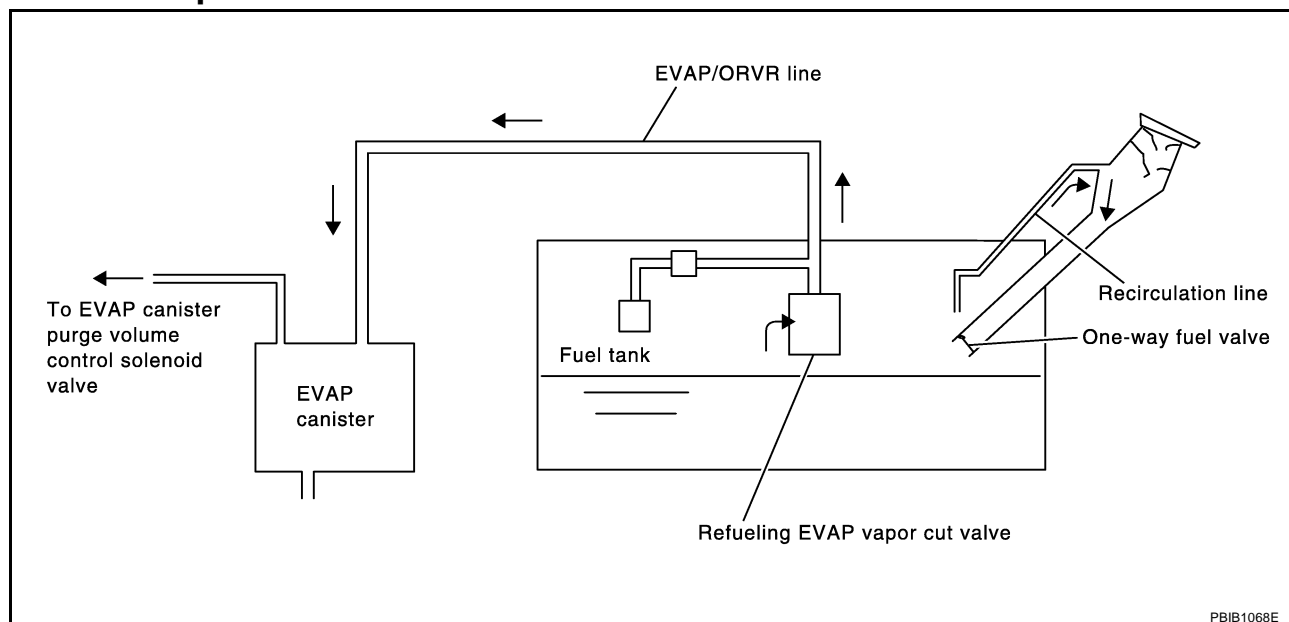 EVAP/ORVR line
To EVAP canister
purge volume
control solenoid
valve
EVAP
canister
Fuel tank
Recirculation line
One-way fuel valve
Refueling EVAP vapor cut valve
PBIB1068E